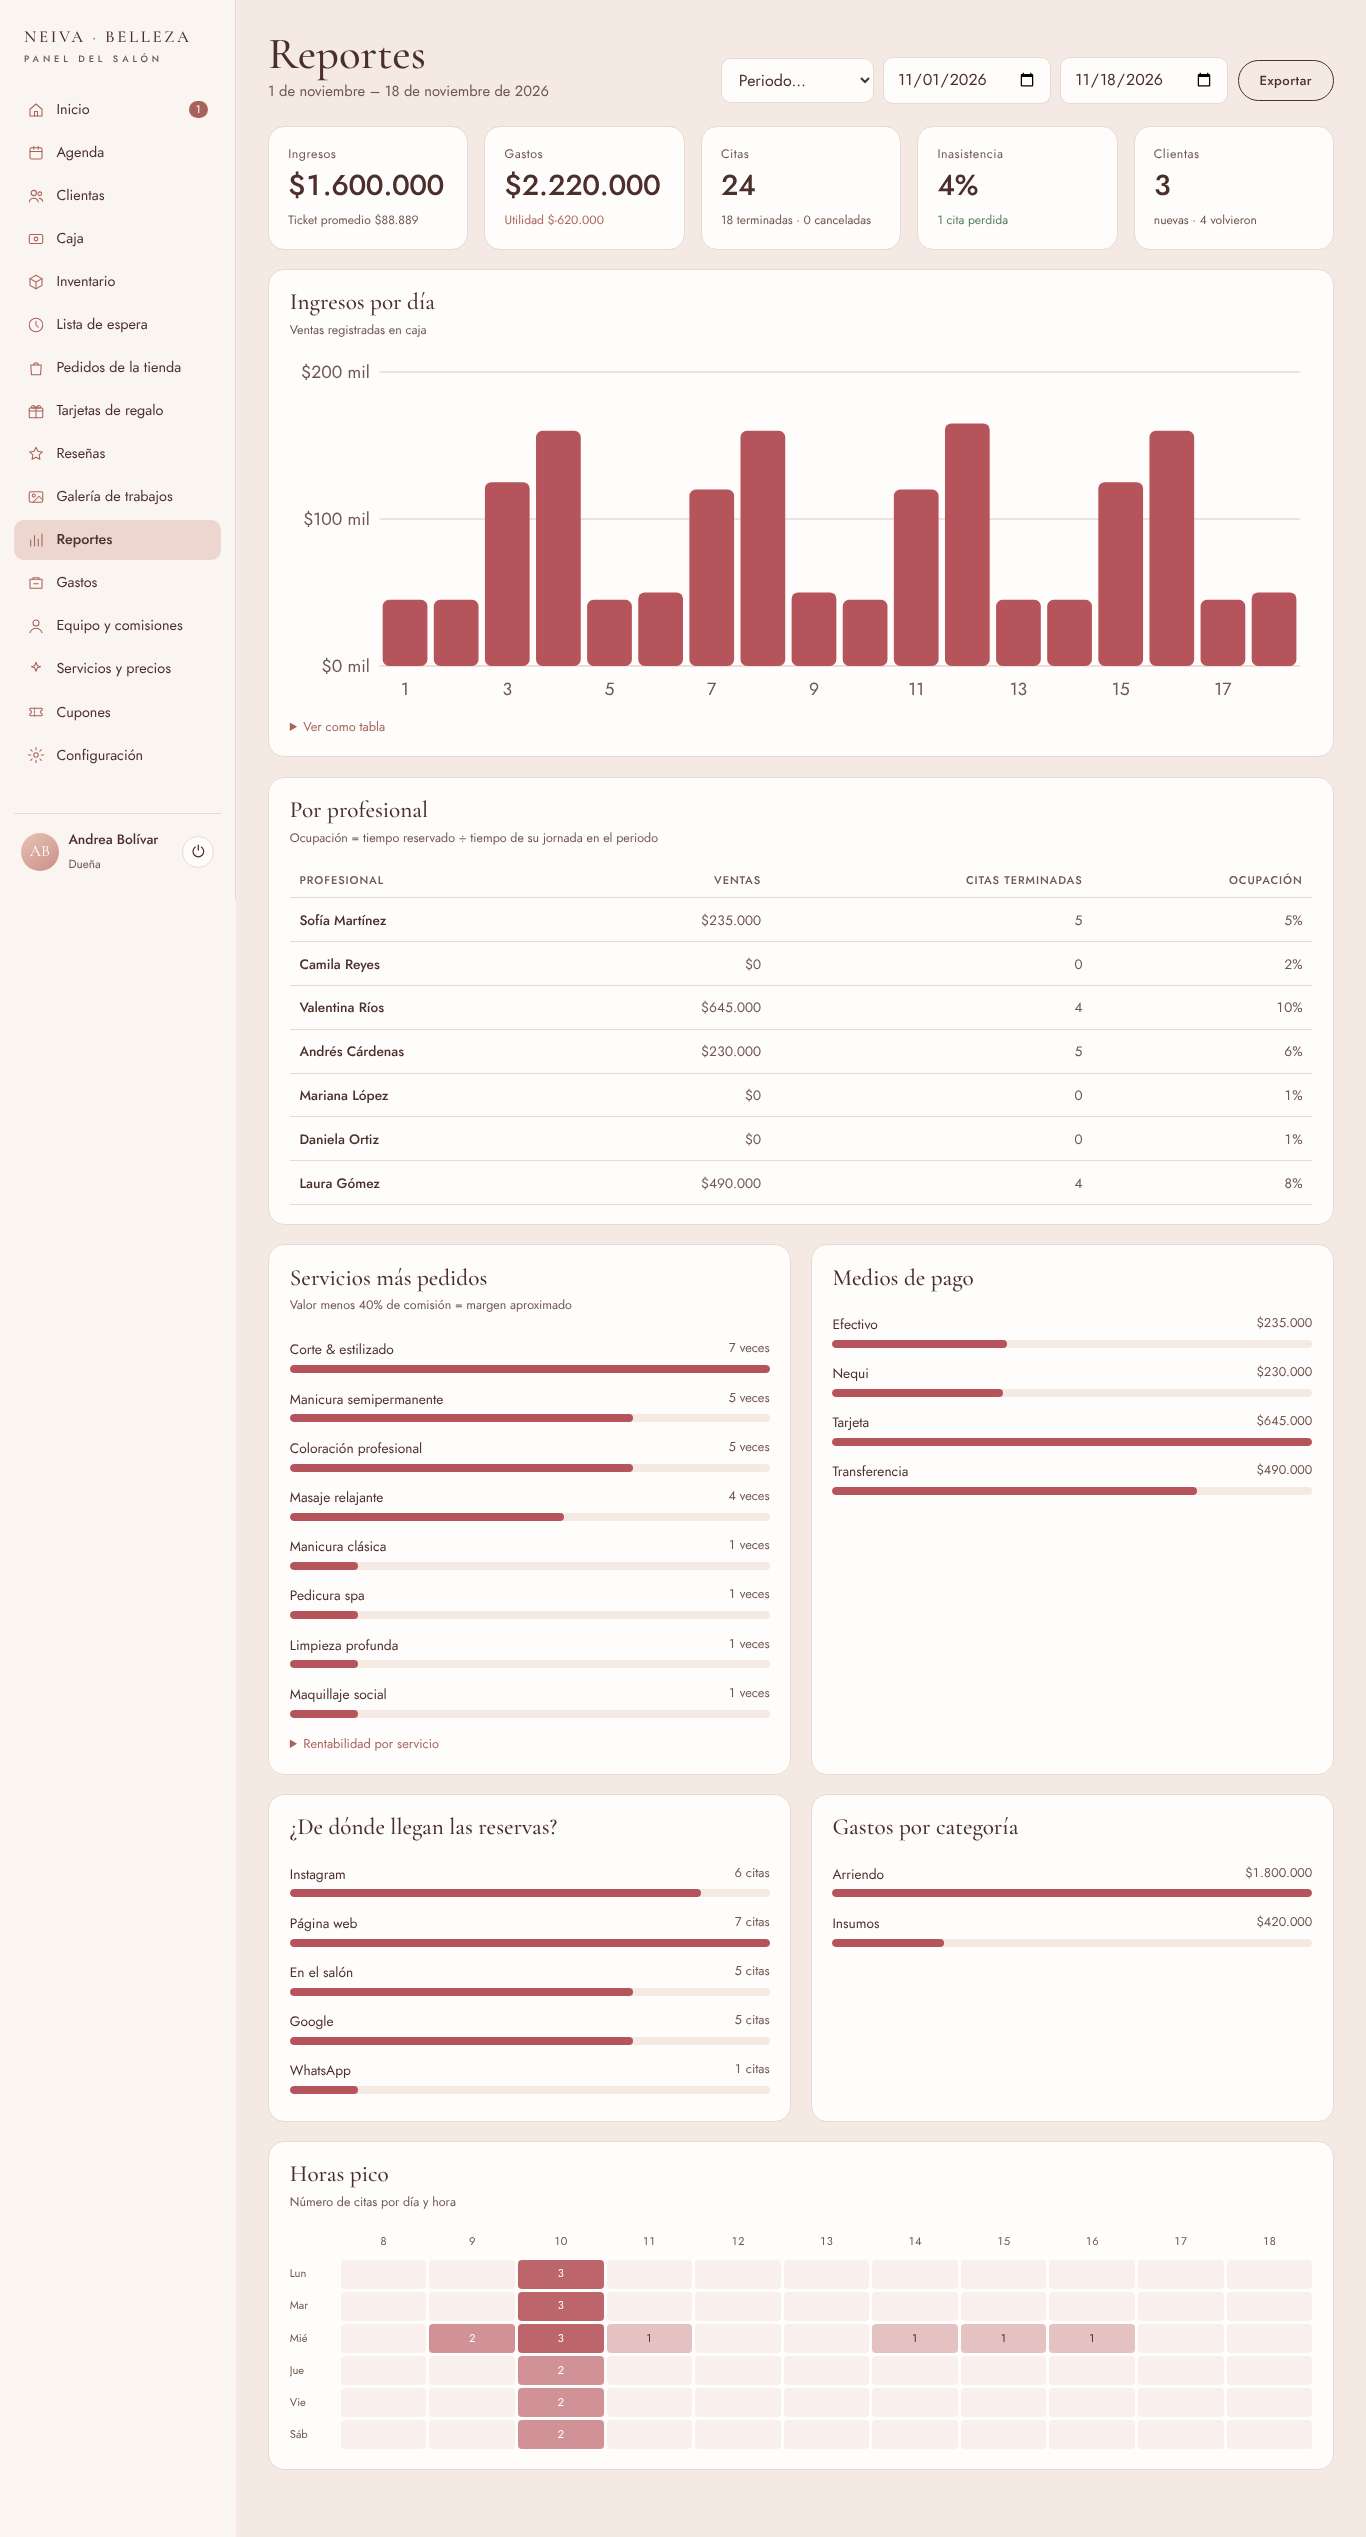 NEIVA · BELLEZA
PANEL DEL SALÓN
Inicio 1
Agenda
Clientas
Caja
Inventario
Lista de espera
Pedidos de la tienda
Tarjetas de regalo
Reseñas
Galería de trabajos
Reportes
Gastos
Equipo y comisiones
Servicios y precios
Cupones
Configuración
AB Andrea Bolívar
Dueña
Reportes
1 de noviembre – 18 de noviembre de 2026
Periodo... 11/01/2026 11/18/2026 Exportar
Ingresos
$1.600.000
Ticket promedio $88.889
Gastos
$2.220.000
Utilidad $-620.000
Citas
24
18 terminadas · 0 canceladas
Inasistencia
4%
1 cita perdida
Clientas
3
nuevas · 4 volvieron
Ingresos por día
Ventas registradas en caja
$200 mil
$100 mil
$0 mil
1 3 5 7 9 11 13 15 17
▶ Ver como tabla
Por profesional
Ocupación = tiempo reservado ÷ tiempo de su jornada en el periodo
PROFESIONAL VENTAS CITAS TERMINADAS OCUPACIÓN
Sofía Martínez $235.000 5 5%
Camila Reyes $0 0 2%
Valentina Ríos $645.000 4 10%
Andrés Cárdenas $230.000 5 6%
Mariana López $0 0 1%
Daniela Ortiz $0 0 1%
Laura Gómez $490.000 4 8%
Servicios más pedidos
Valor menos 40% de comisión = margen aproximado
Corte & estilizado 7 veces
Manicura semipermanente 5 veces
Coloración profesional 5 veces
Masaje relajante 4 veces
Manicura clásica 1 veces
Pedicura spa 1 veces
Limpieza profunda 1 veces
Maquillaje social 1 veces
▶ Rentabilidad por servicio
Medios de pago
Efectivo $235.000
Nequi $230.000
Tarjeta $645.000
Transferencia $490.000
¿De dónde llegan las reservas?
Instagram 6 citas
Página web 7 citas
En el salón 5 citas
Google 5 citas
WhatsApp 1 citas
Gastos por categoría
Arriendo $1.800.000
Insumos $420.000
Horas pico
Número de citas por día y hora
8 9 10 11 12 13 14 15 16 17 18
Lun 3
Mar 3
Mié 2 3 1 1 1 1
Jue 2
Vie 2
Sáb 2